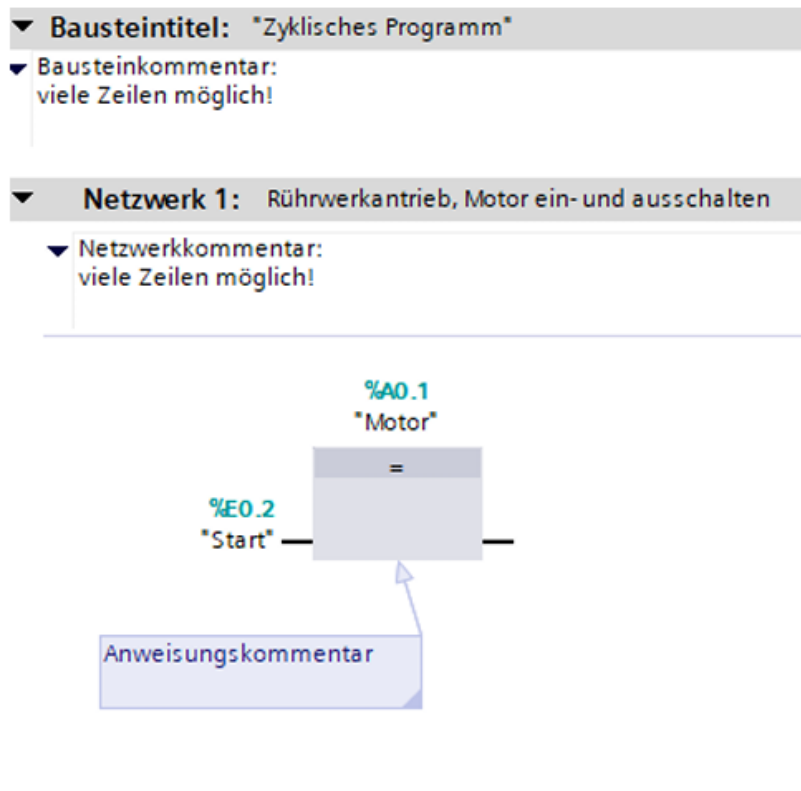 Bausteintitel: "Zyklisches Programm"
Bausteinkommentar:
viele Zeilen möglich!
Netzwerk 1: Rührwerkantrieb, Motor ein- und ausschalten
Netzwerkkommentar:
viele Zeilen möglich!
%A0.1
"Motor"
=
%E0.2
"Start"
Anweisungskommentar